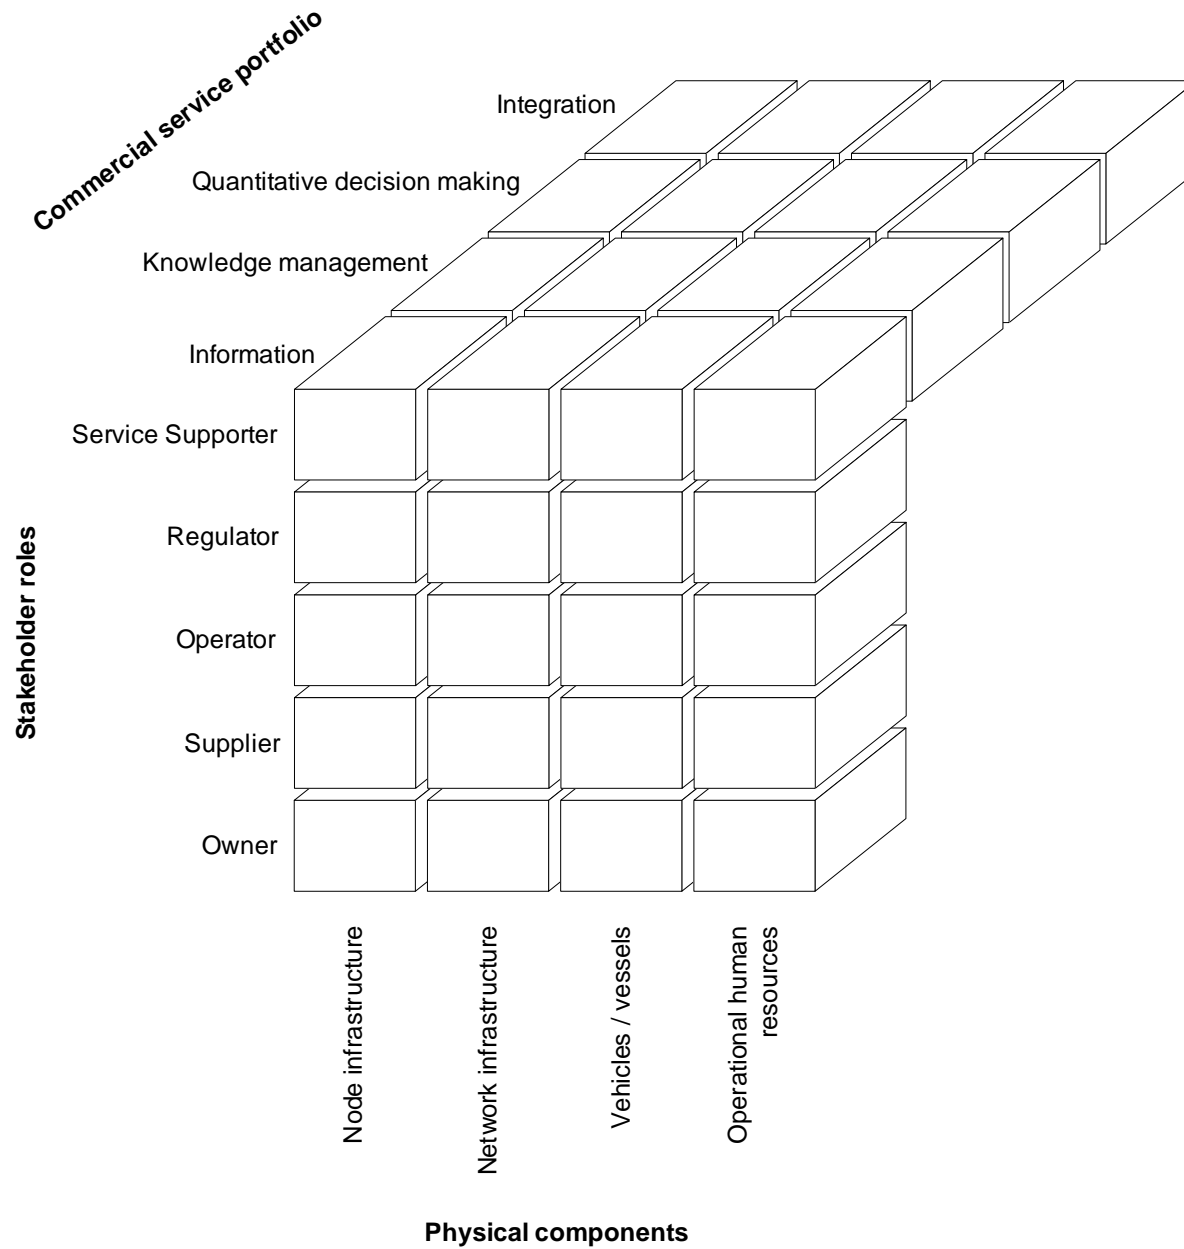 Commercial service portfolio
Integration
Quantitative decision making
Knowledge management
Information
Stakeholder roles
Service Supporter
Regulator
Operator
Supplier
Owner
Node infrastructure
Network infrastructure
Vehicles / vessels
Operational human
resources
Physical components